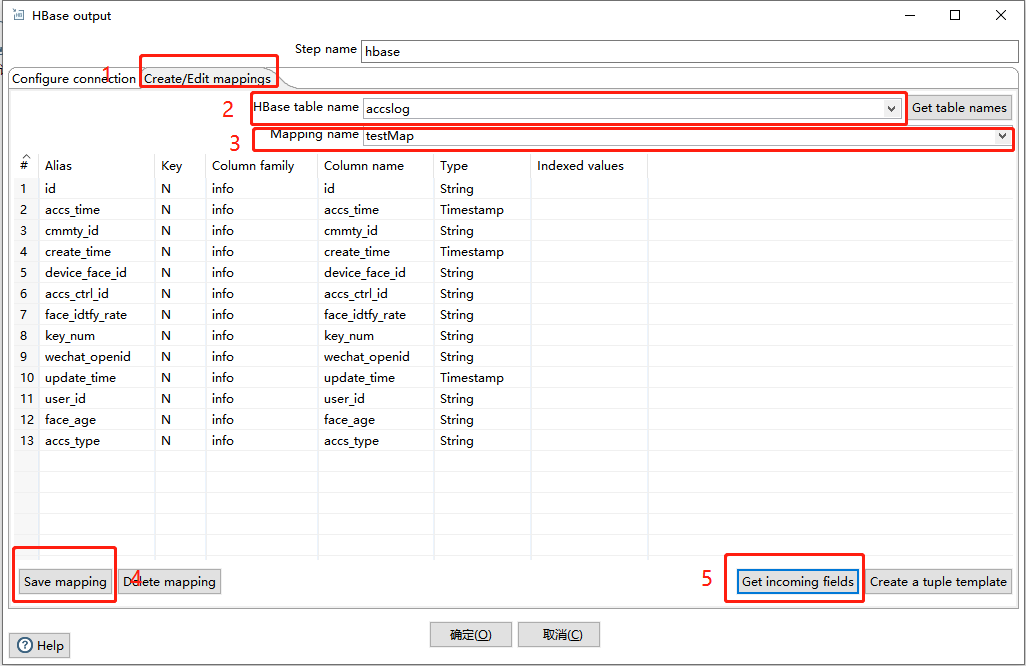 HBase output
Step name hbase
Configure connection 1 Create/Edit mappings
2 HBase table name accslog Get table names
3 Mapping name testMap
# Alias Key Column family Column name Type Indexed values
1 id N info id String
2 accs_time N info accs_time Timestamp
3 cmmty_id N info cmmty_id String
4 create_time N info create_time Timestamp
5 device_face_id N info device_face_id String
6 accs_ctrl_id N info accs_ctrl_id String
7 face_idtfy_rate N info face_idtfy_rate String
8 key_num N info key_num String
9 wechat_openid N info wechat_openid String
10 update_time N info update_time Timestamp
11 user_id N info user_id String
12 face_age N info face_age String
13 accs_type N info accs_type String
Save mapping 4 Delete mapping 5 Get incoming fields Create a tuple template
确定(O) 取消(C)
Help